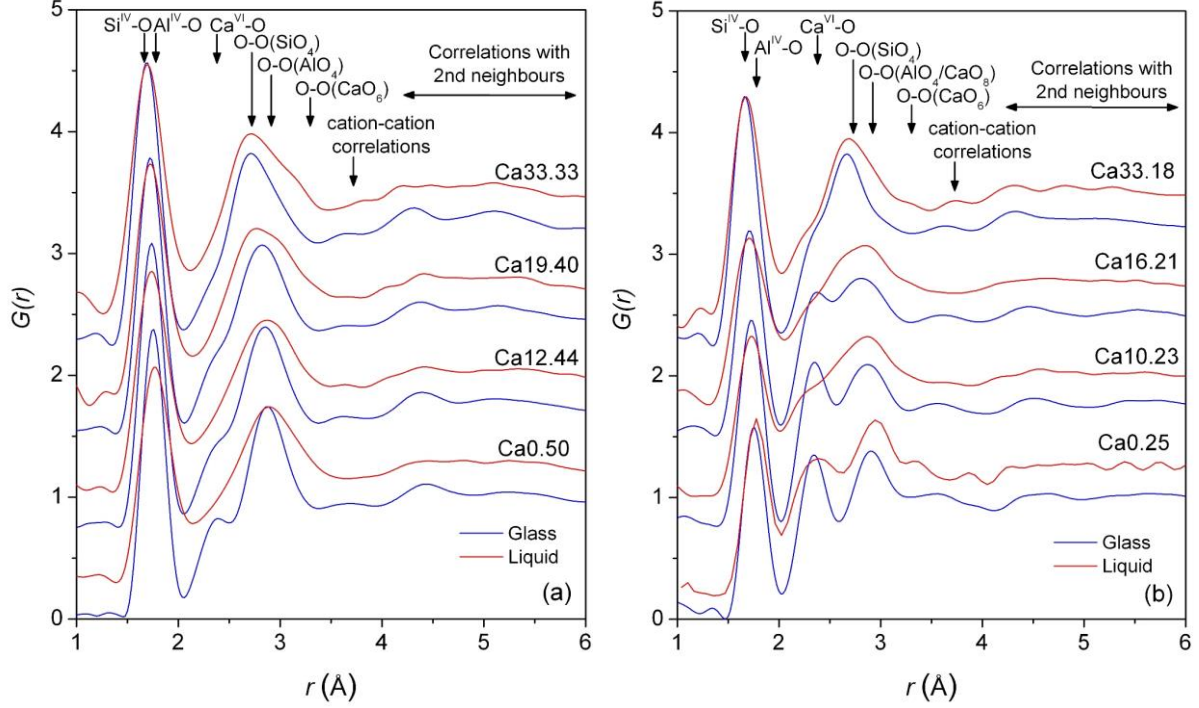 5
Si^IV-O Al^IV-O Ca^VI-O
O-O(SiO₄)
O-O(AlO₄)
O-O(CaO₆)
Correlations with
2nd neighbours
cation-cation
correlations
4
3
2
1
0
G(r)
Ca33.33
Ca19.40
Ca12.44
Ca0.50
Glass
Liquid
(a)
1 2 3 4 5 6
r (Å)
5
Si^IV-O
Al^IV-O
Ca^VI-O
O-O(SiO₄)
O-O(AlO₄/CaO₈)
O-O(CaO₆)
Correlations with
2nd neighbours
cation-cation
correlations
4
3
2
1
0
G(r)
Ca33.18
Ca16.21
Ca10.23
Ca0.25
Glass
Liquid
(b)
1 2 3 4 5 6
r (Å)